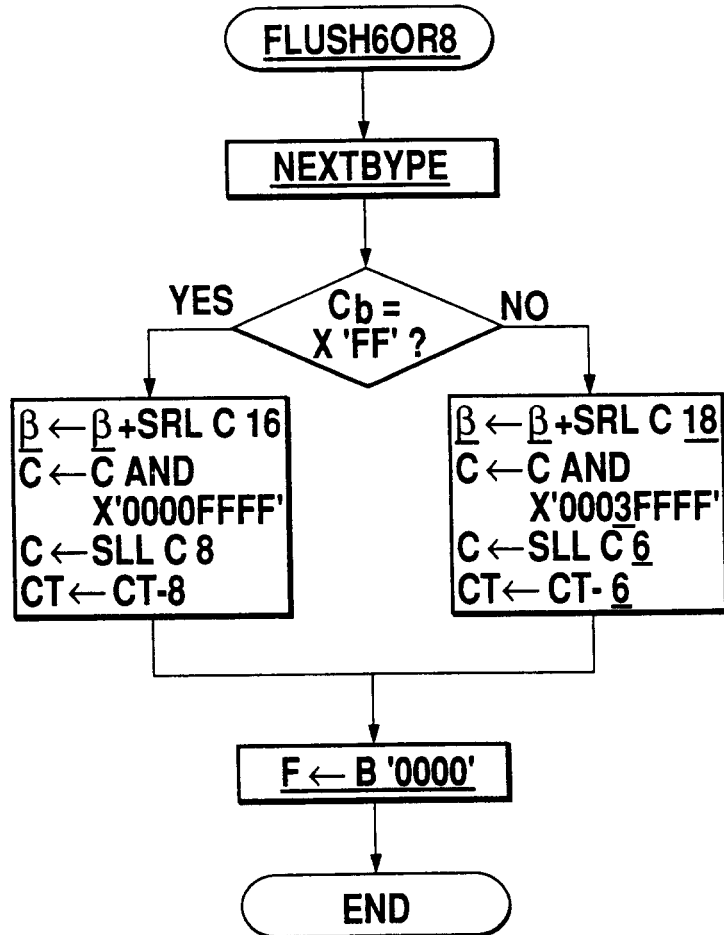 FLUSH6OR8
NEXTBYPE
YES
Cb =
X 'FF' ?
NO
β ← β+SRL C 16
C ← C AND
X'0000FFFF'
C ← SLL C 8
CT ← CT-8
β ← β+SRL C 18
C ← C AND
X'0003FFFF'
C ← SLL C 6
CT ← CT- 6
F ← B '0000'
END